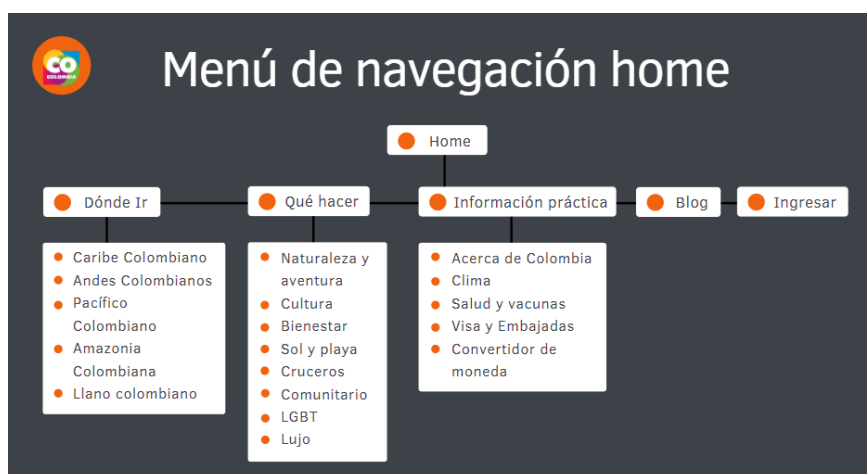 CO
COLOMBIA
Menú de navegación home
Home
Dónde Ir
Qué hacer
Información práctica
Blog
Ingresar
Caribe Colombiano
Andes Colombianos
Pacífico
Colombiano
Amazonia
Colombiana
Llano colombiano
Naturaleza y
aventura
Cultura
Bienestar
Sol y playa
Cruceros
Comunitario
LGBT
Lujo
Acerca de Colombia
Clima
Salud y vacunas
Visa y Embajadas
Convertidor de
moneda